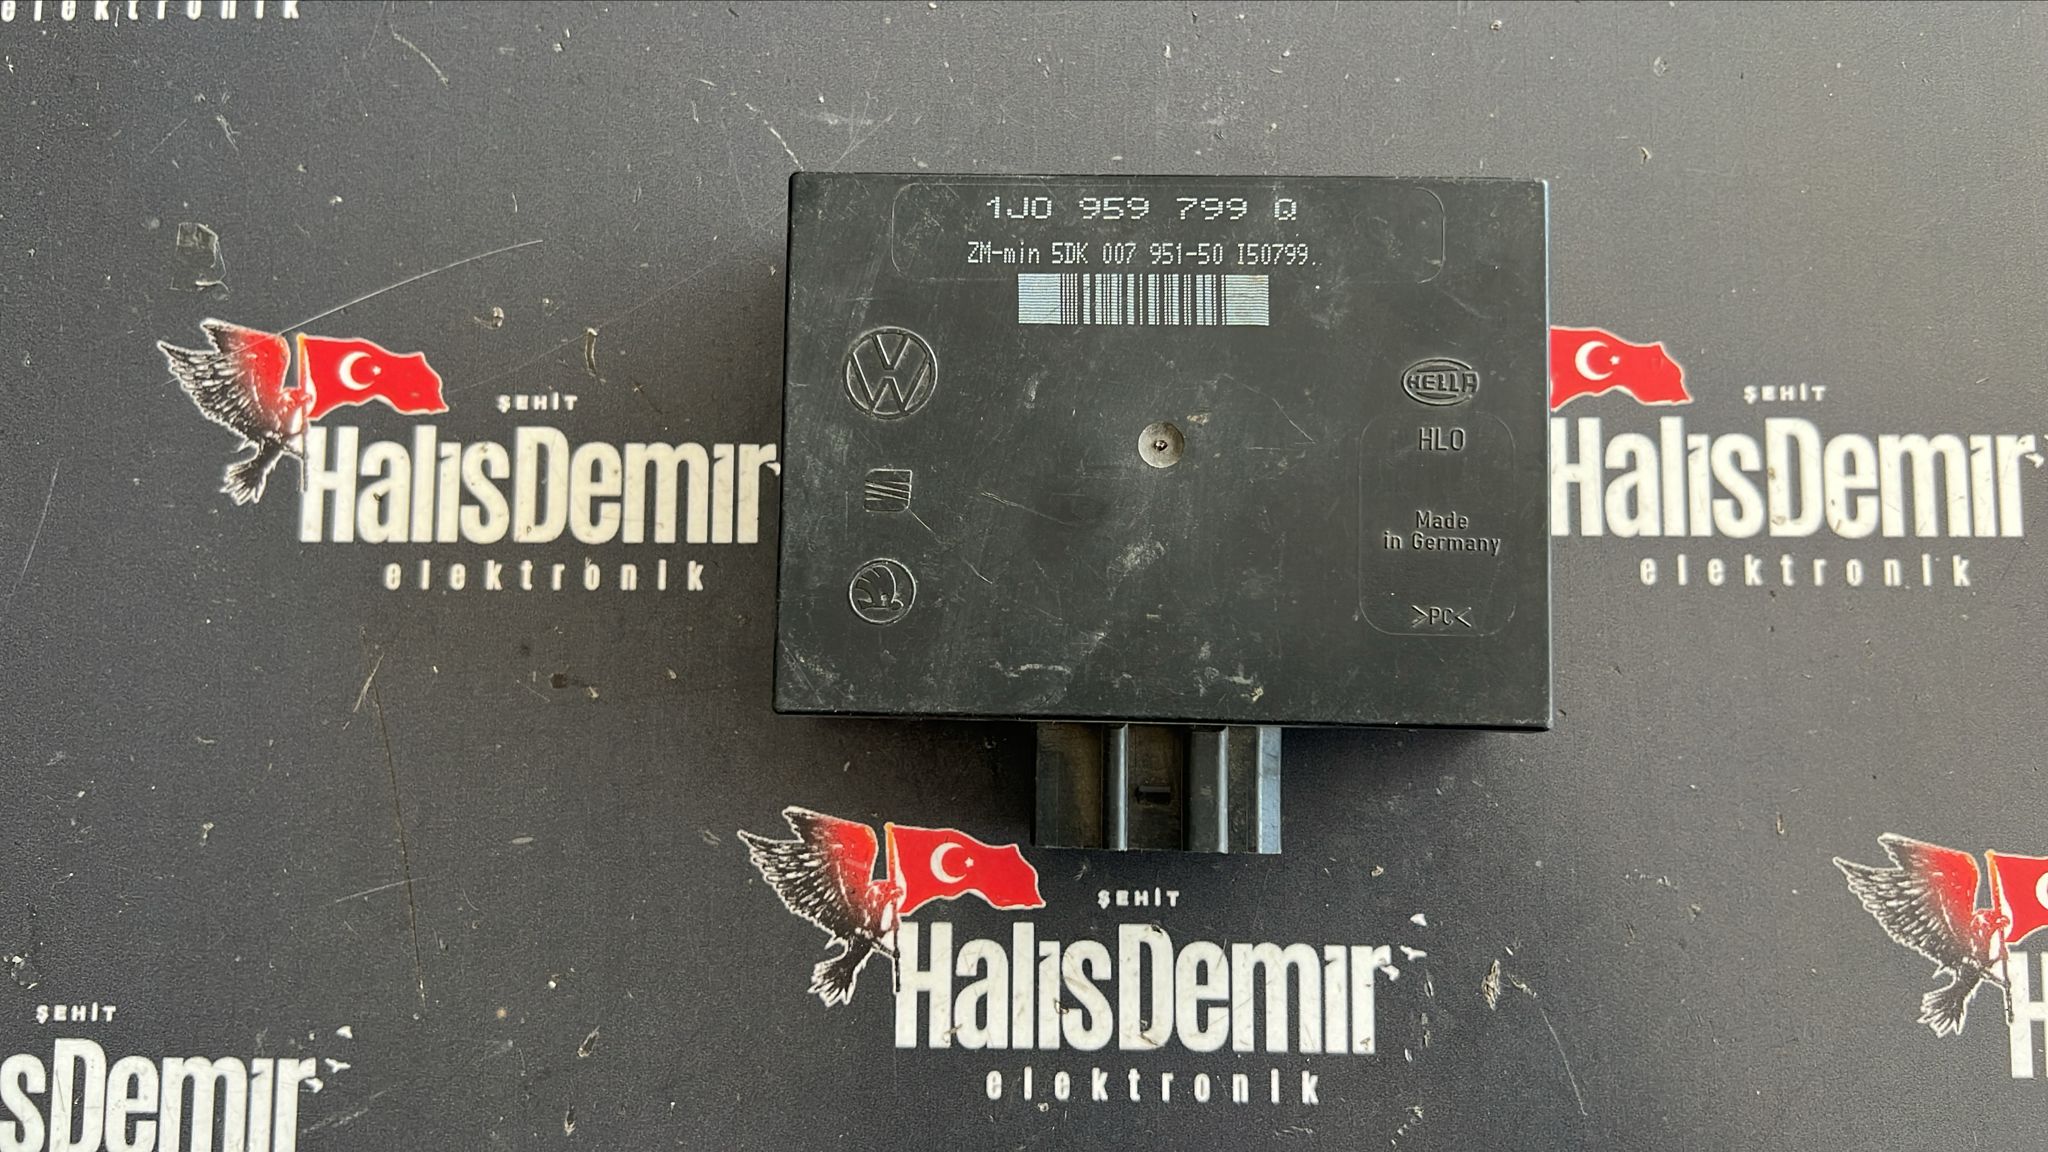 elektronik
1J0 959 799 Q
ZM-min 5DK 007 951-50 I50799..
HELLA
HLO
Made
in Germany
>PC<
ŞEHİT
HalısDemır
elektronik
ŞEHİT
HalısDemır
elektronik
ŞEHİT
HalısDemır
elektronik
ŞEHİT
sDemır
H